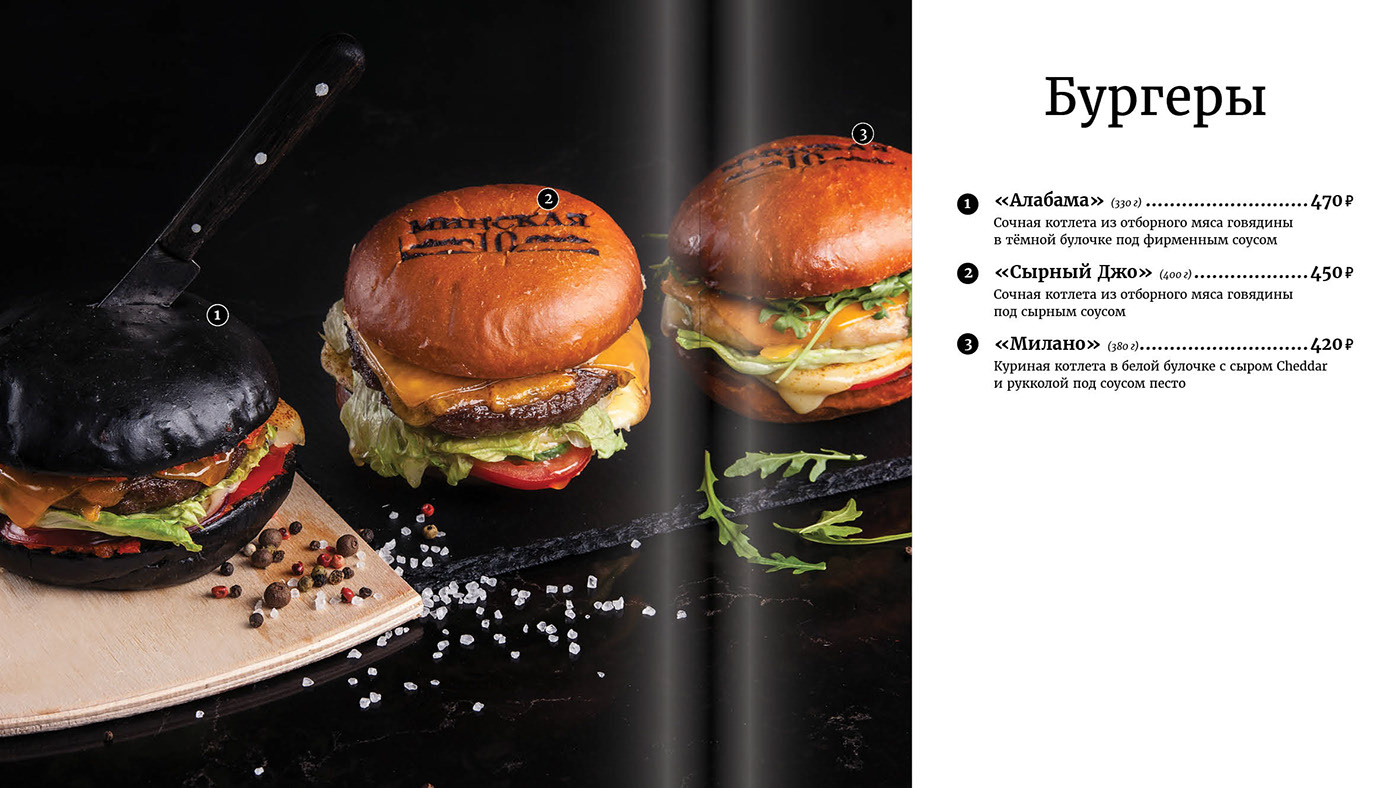 1
2
МИНСКАЯ
10
3
10
Бургеры
1 «Алабама» (330 г) 470 ₽
Сочная котлета из отборного мяса говядины
в тёмной булочке под фирменным соусом
2 «Сырный Джо» (400 г) 450 ₽
Сочная котлета из отборного мяса говядины
под сырным соусом
3 «Милано» (380 г) 420 ₽
Куриная котлета в белой булочке с сыром Cheddar
и рукколой под соусом песто